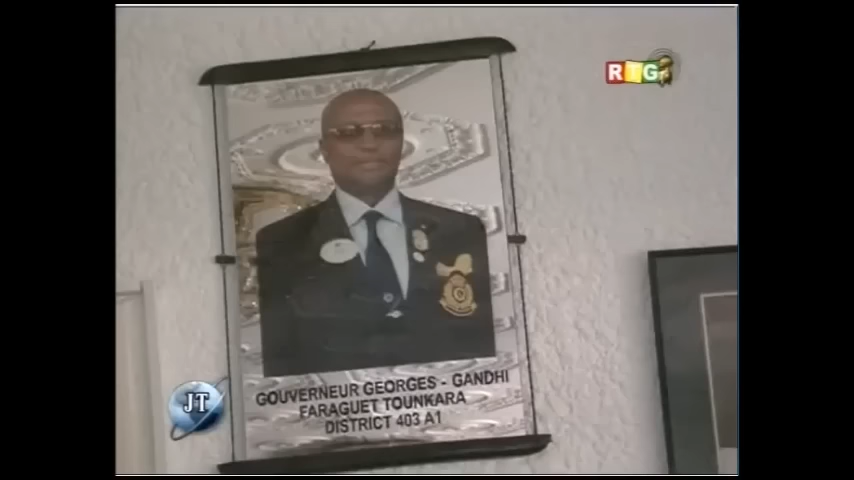 RTG
GOUVERNEUR GEORGES - GANDHI
FARAGUET TOUNKARA
DISTRICT 403 A1
JT